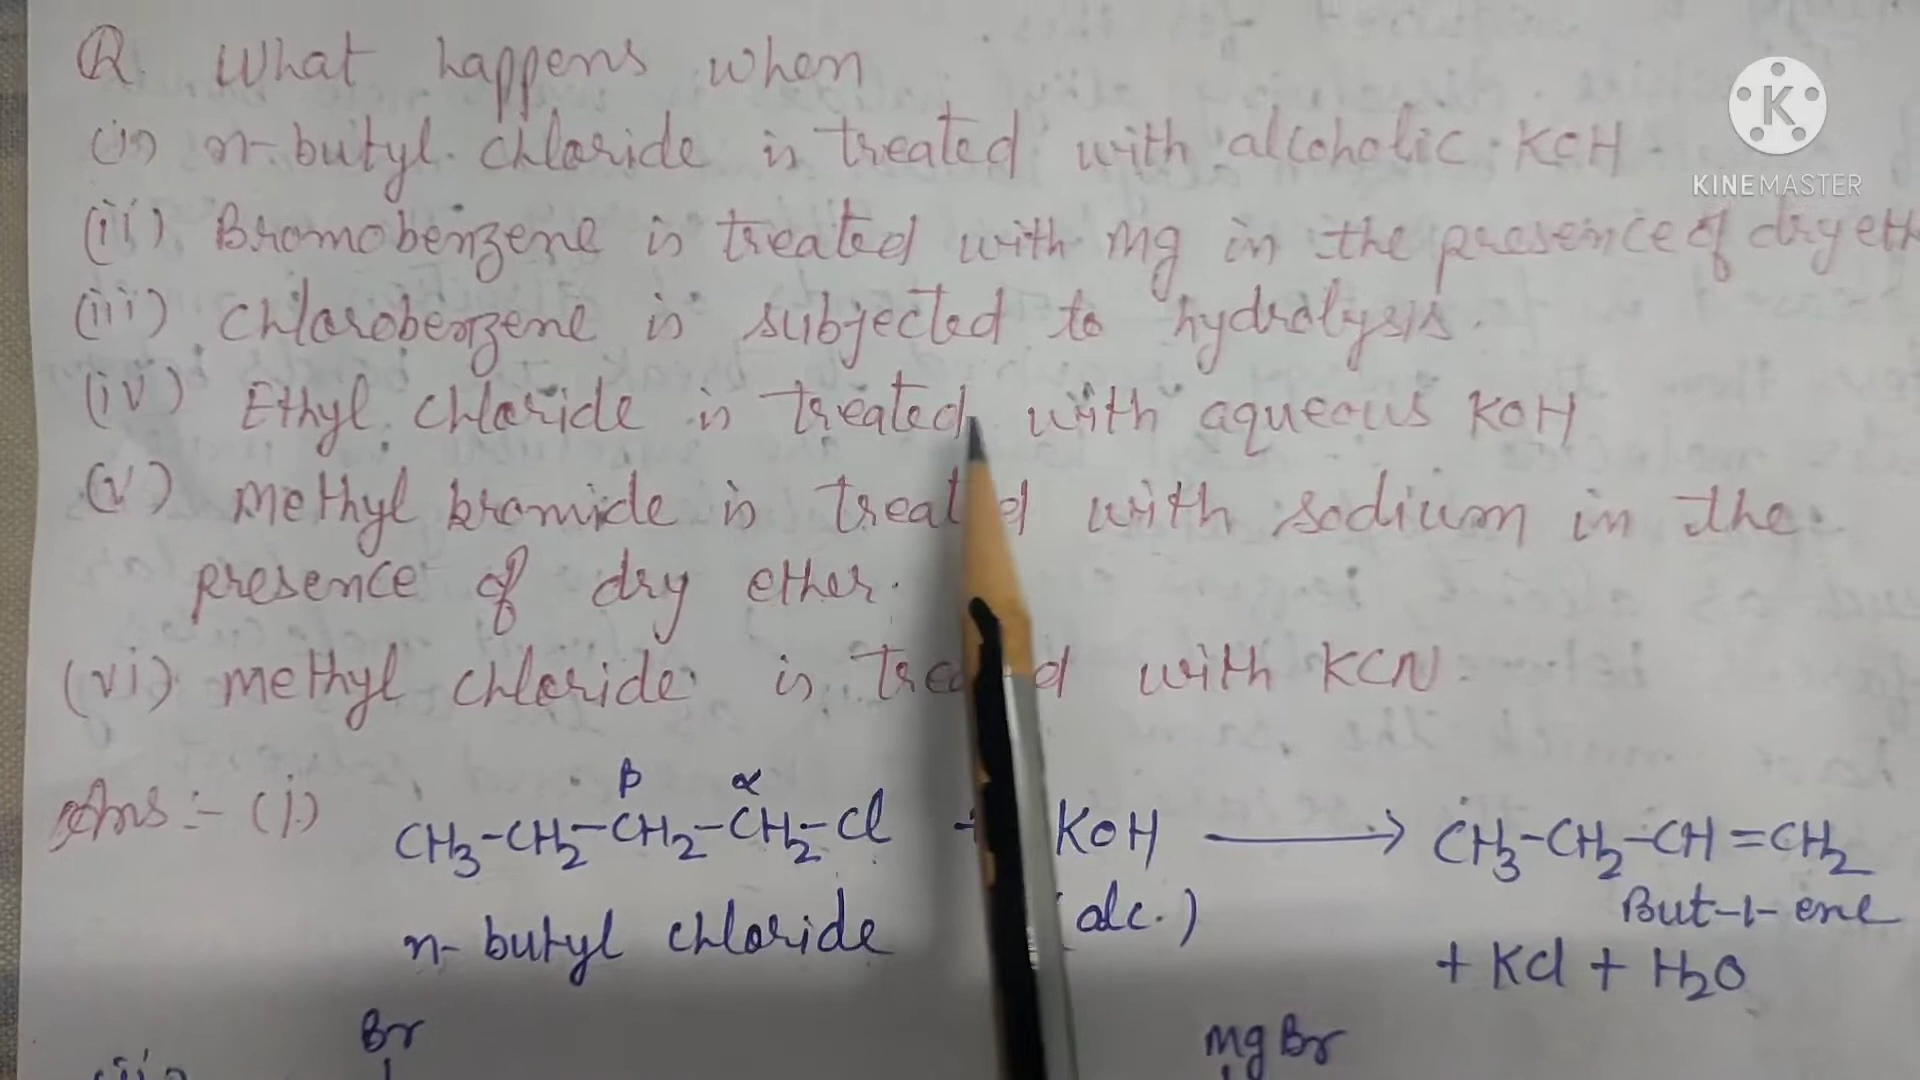 Q. What happens when
(i) n-butyl chloride is treated with alcoholic KOH.
(ii) Bromobenzene is treated with Mg in the presence of dry eth
(iii) Chlorobenzene is subjected to hydrolysis.
(iv) Ethyl chloride is treated with aqueous KOH
(v) methyl bromide is treated with sodium in the
presence of dry ether.
(vi) methyl chloride is treated with KCN.
Ans :- (i) CH3-CH2-CH2-CH2-Cl + KOH → CH3-CH2-CH=CH2
β α
n-butyl chloride (alc.) But-1-ene
+ KCl + H2O
Br MgBr
K
KINEMASTER